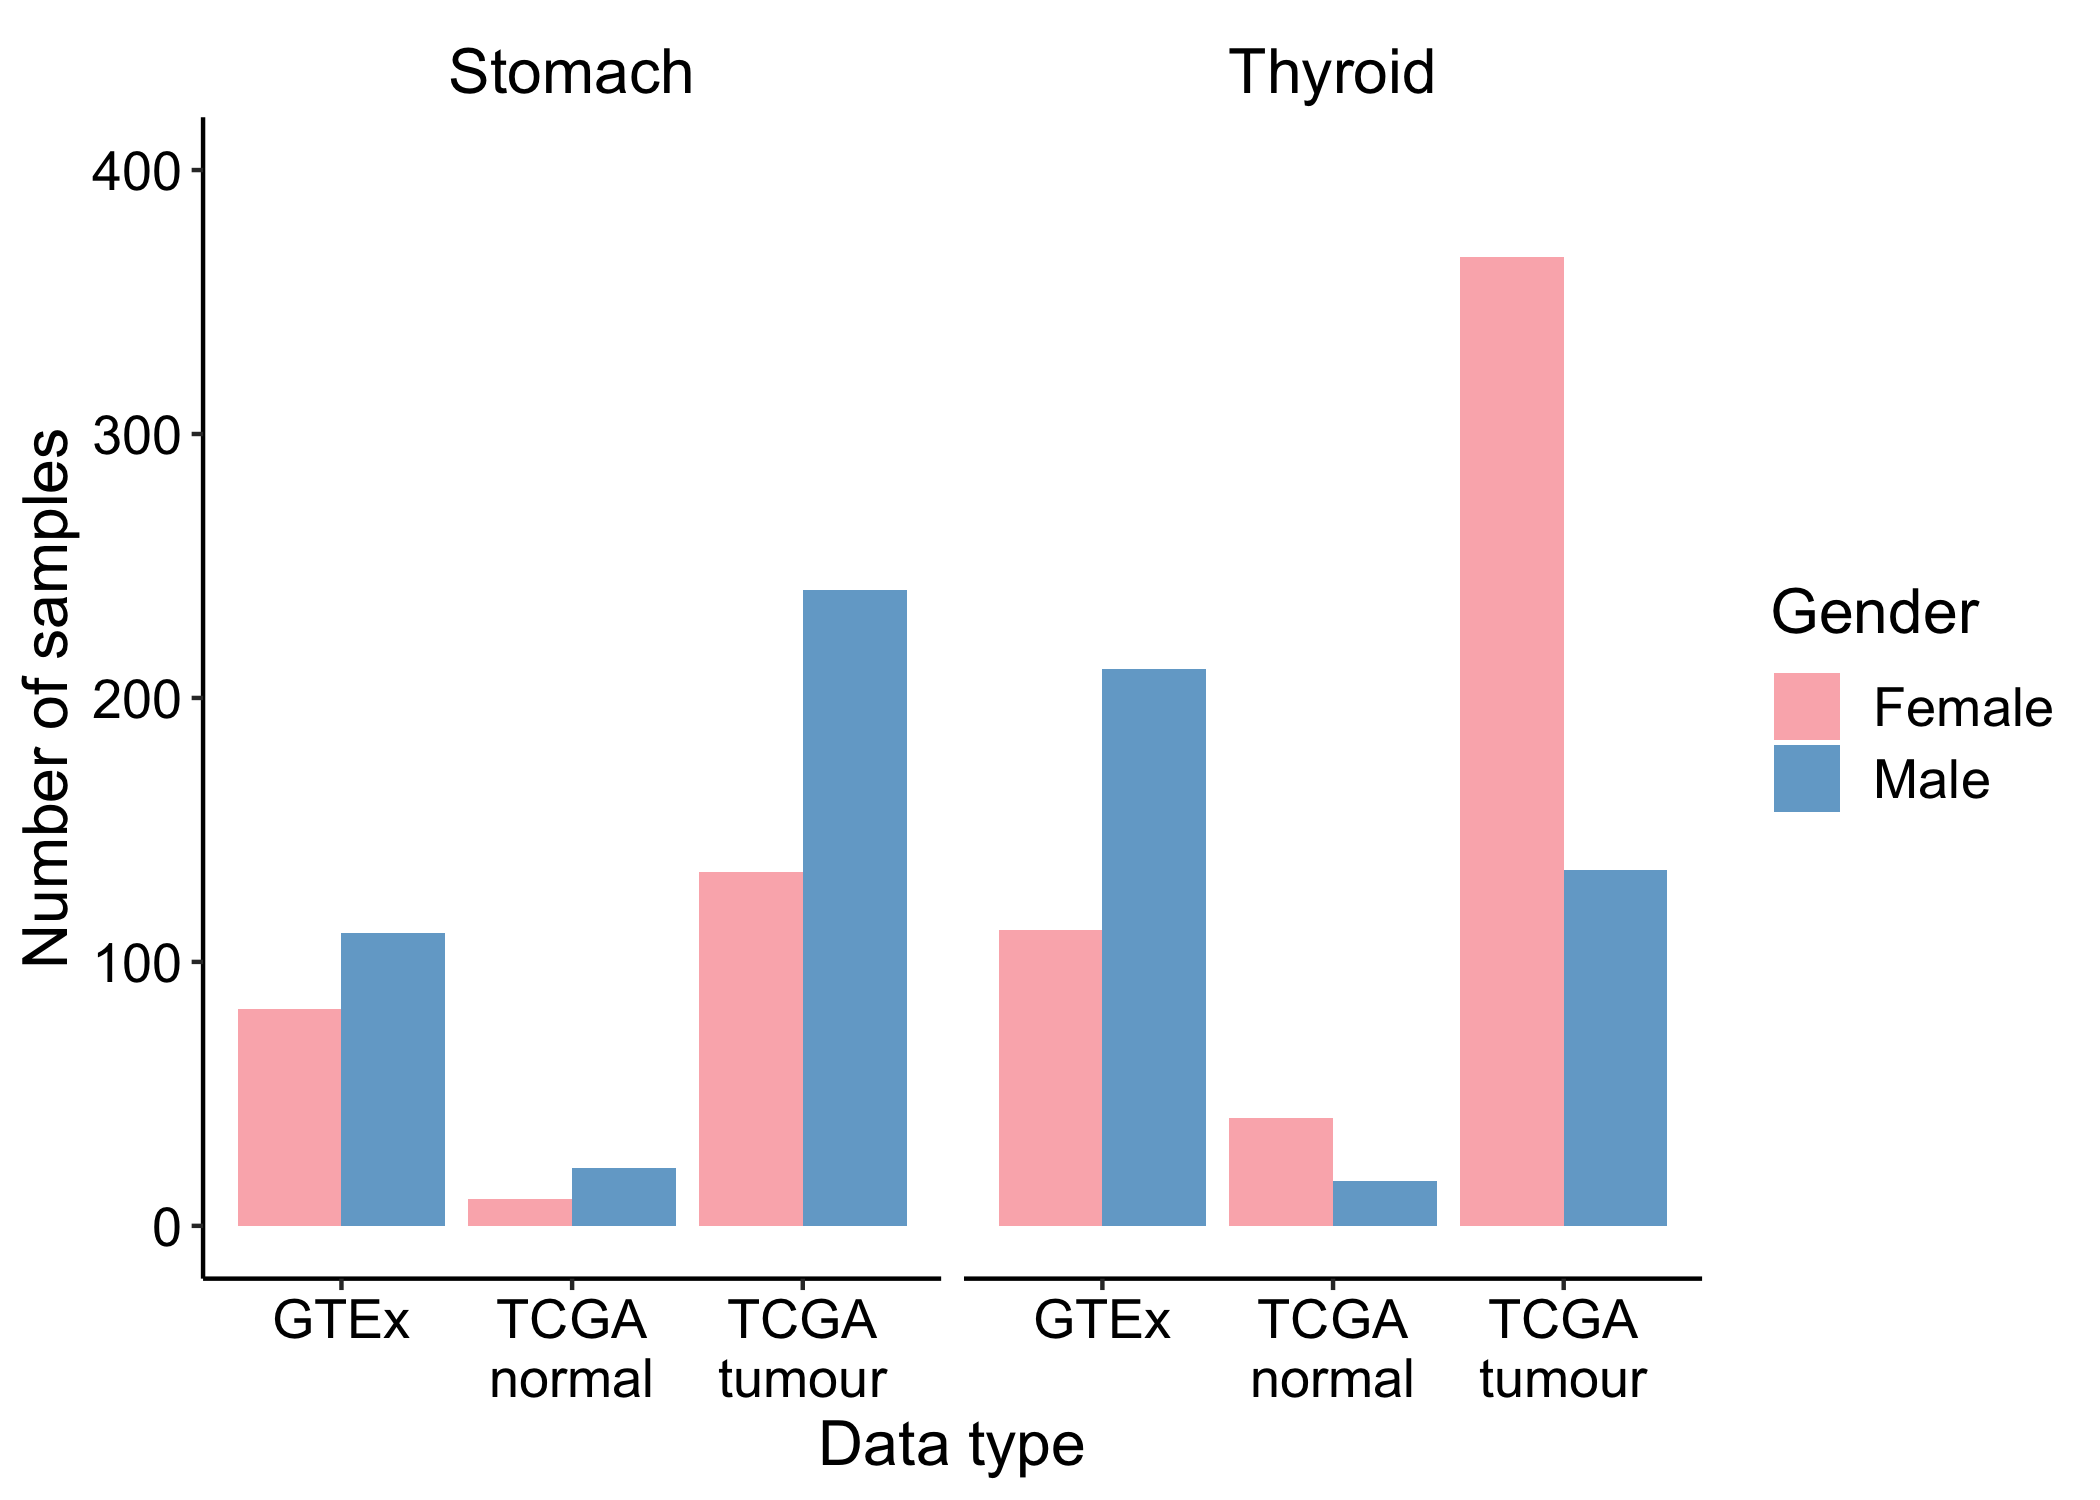 Stomach
Thyroid
Number of samples
400
300
200
100
0
GTEx
TCGA
normal
TCGA
tumour
GTEx
TCGA
normal
TCGA
tumour
Data type
Gender
Female
Male